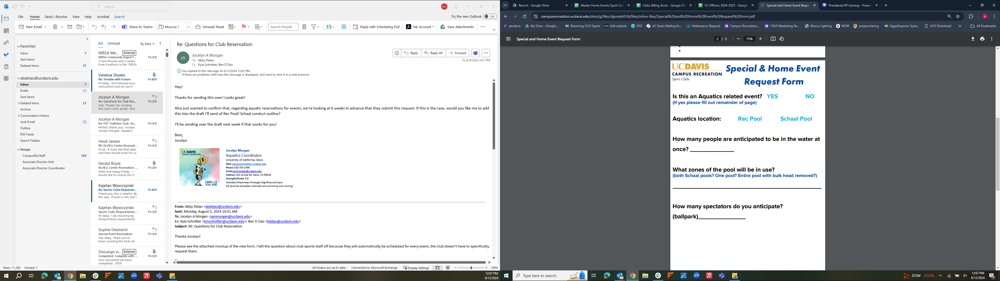 Search
AD
File Home Send / Receive View Help Acrobat Search
Try the new Outlook Off
New Email Share to Teams Move to: ? Unread/ Read Search People Reply with Scheduling Poll My Account Save Attachments
Favorites
Inbox 7
Sent Items
Deleted Items 21
abdelao@ucdavis.edu
Inbox 7
Drafts [1]
Sent Items
Deleted Items 21
Archive
Conversation History
Junk Email [3]
Outbox
RSS Feeds
Search Folders
Groups
CampusRecStaff 162
Associate Director Unit
Associate Director Coordinator
All Unread By Date
NIRSA Me... External
NIRSA Community Digest f... Fri 8/9
4 new threads and 2 replies
from 6 authors in the "NIRSA
Vanessa Shusko
Re: Trouble with Fusion Fri 8/9
Hi Abby, We followed your
instructions but we don't
Jocelyn A Morgan
Re: Questions for Club Res... Fri 8/9
Hey! Thanks for sending
this over! Looks great! Also
Jocelyn A Morgan
Re: FW: Triathlon Club: An... Fri 8/9
Perfect, thank you! Jocelyn
Jocelyn Morgan Aquatics
Heidi Jansen
RE: M.VB U Center Reservat... Fri 8/9
Hi all, It looks like that date
and time should work for us
Gerald Boyle
M.VB U Center Reservation ... Fri 8/9
Hello and happy Friday, I
would like to reserve the U
Kajetan Wysoczynski
Re: Sports Clubs Requirem... Fri 8/9
Thank you, this is helpful. By
the way - Fusion is live, but I
Kajetan Wysoczynski
Sports Clubs Requirements... Fri 8/9
Hi Abby! I am checking my
DoSportsEasy requirements
Sophie Oestreich
Special Event Reservation Fri 8/9
Hey Abby, Hope you've
been surviving the heat ok!
Docusign vi... External
Completed: Complete with ... Fri 8/9
Your document has been
completed. VIEW
Re: Questions for Club Reservation
JA
Jocelyn A Morgan
To Abby Delao
Cc Kyla Schnitter; Ben D Dao
Reply Reply All Forward
Fri 8/9/2024 3:41 PM
You replied to this message on 8/12/2024 12:02 PM.
If there are problems with how this message is displayed, click here to view it in a web browser.
Hey!
Thanks for sending this over! Looks great!
Also just wanted to confirm that, regarding aquatic reservations for events, we're looking at 6 weeks in advance that they submit this request. If this is the case, would you like me to add
this into the draft I'll send of Rec Pool/ Schaal conduct outline?
I'll be sending over the draft next week if that works for you!
Best,
Jocelyn
UCDAVIS
CAMPUS RECREATION
COME AS
YOU ARE
Jocelyn Morgan
Aquatics Coordinator
University of California, Davis
Web campusrecreation.ucdavis.edu
Phone 530-754-2490
Email jammorgan@ucdavis.edu
Address 152 La Rue Rd. Davis, CA 95616
StrengthsFinder 2.0
Activator|Maximizer|Arranger|Significance|Input
My favorite recreation activities are swimming and running!
From: Abby Delao <abdelao@ucdavis.edu>
Sent: Monday, August 5, 2024 10:51 AM
To: Jocelyn A Morgan <jammorgan@ucdavis.edu>
Cc: Kyla Schnitter <kmschnitter@ucdavis.edu>; Ben D Dao <bddao@ucdavis.edu>
Subject: RE: Questions for Club Reservation
Thanks Jocelyn!
Please see the attached mockup of the new form. I left the question about club sports staff off because they will automatically be scheduled for every event, the club doesn't have to specifically
request them.
Items: 11,280 Unread: 7 All folders are up to date. Connected to: Microsoft Exchange Display Settings 100%
12:07 PM
8/12/2024
Recent - Google Drive Master Home Events Sport Clu Clubs Billing Accts - Google She SC Officers 2024-2025 - Google Special and Home Event Reque Presidents/VP training - Presen
campusrecreation.ucdavis.edu/sites/g/files/dgvnsk6556/files/inline-files/Special%20and%20Home%20Event%20Request%20Form.pdf
A
pandora My Drive - Google... Reserving UCD Space Edit website DSE UC Davis Mailing lis... Maitenance Request Campus Recreation... CRUS Marketing Re... Musco Lighting W2W prepurchasing AggieExpense Syste... UCD Robohead All Bookmarks
Special and Home Event Request Form 2 / 3 75%
UCDAVIS
CAMPUS RECREATION
Sport Clubs
Special & Home Event
Request Form
Is this an Aquatics related event? YES NO
(If yes please fill out remainder of page)
Aquatics location: Rec Pool Schaal Pool
How many people are anticipated to be in the water at
once? ______________
What zones of the pool will be in use?
(both Schaal pools? One pool? Entire pool with bulk head removed?)
How many spectators do you anticipate?
(ballpark)_______________
Type here to search
DOW -0.51%
12:07 PM
8/12/2024